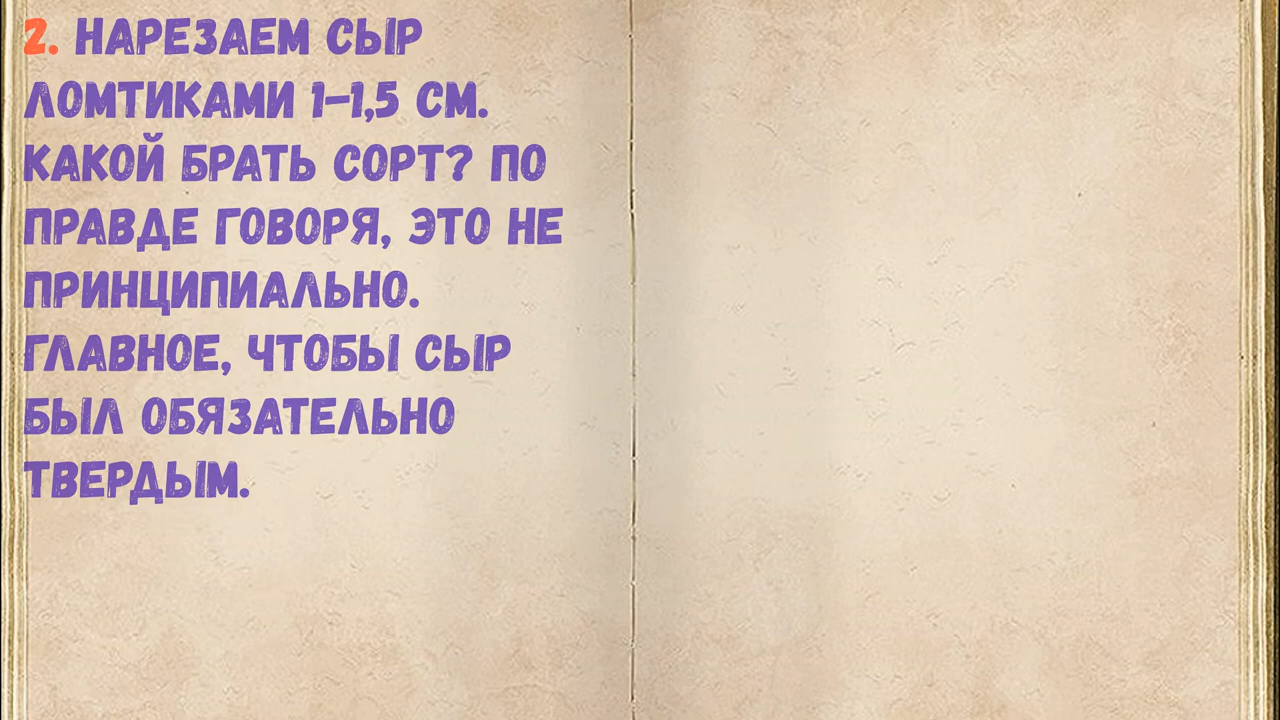 2. НАРЕЗАЕМ СЫР
ЛОМТИКАМИ 1–1,5 СМ.
КАКОЙ БРАТЬ СОРТ? ПО
ПРАВДЕ ГОВОРЯ, ЭТО НЕ
ПРИНЦИПИАЛЬНО.
ГЛАВНОЕ, ЧТОБЫ СЫР
БЫЛ ОБЯЗАТЕЛЬНО
ТВЕРДЫМ.